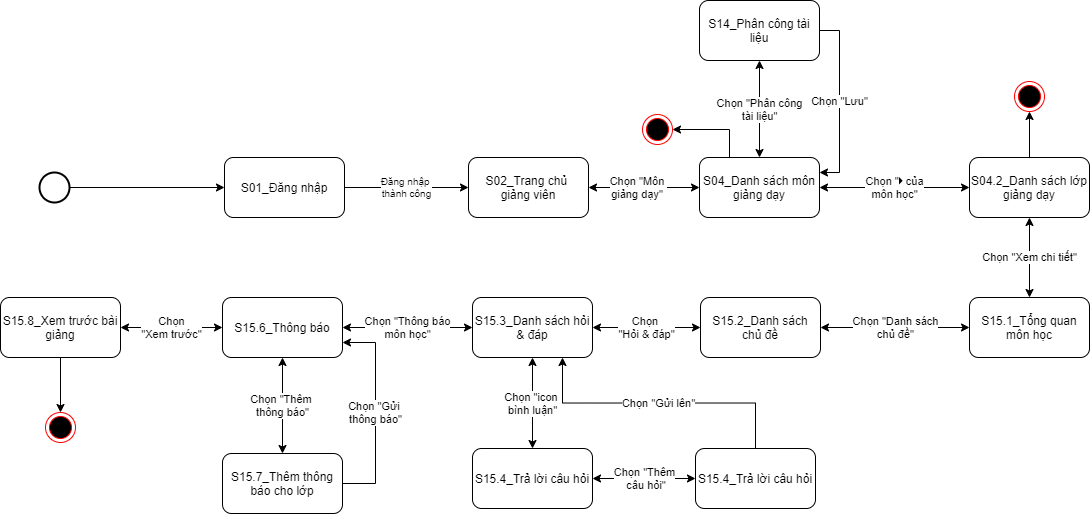 S14_Phân công tài
liệu
Chọn "Phân công
tài liệu"
Chọn "Lưu"
S01_Đăng nhập
Đăng nhập
thành công
S02_Trang chủ
giảng viên
Chọn "Môn
giảng dạy"
S04_Danh sách môn
giảng dạy
Chọn "⏵của
môn học"
S04.2_Danh sách lớp
giảng dạy
Chọn "Xem chi tiết"
S15.8_Xem trước bài
giảng
Chọn
"Xem trước"
S15.6_Thông báo
Chọn "Thông báo
môn học"
S15.3_Danh sách hỏi
& đáp
Chọn
"Hỏi & đáp"
S15.2_Danh sách
chủ đề
Chọn "Danh sách
chủ đề"
S15.1_Tổng quan
môn học
Chọn "Thêm
thông báo"
Chọn "Gửi
thông báo"
Chọn "icon
bình luận"
Chọn "Gửi lên"
S15.7_Thêm thông
báo cho lớp
S15.4_Trả lời câu hỏi
Chọn "Thêm
câu hỏi"
S15.4_Trả lời câu hỏi